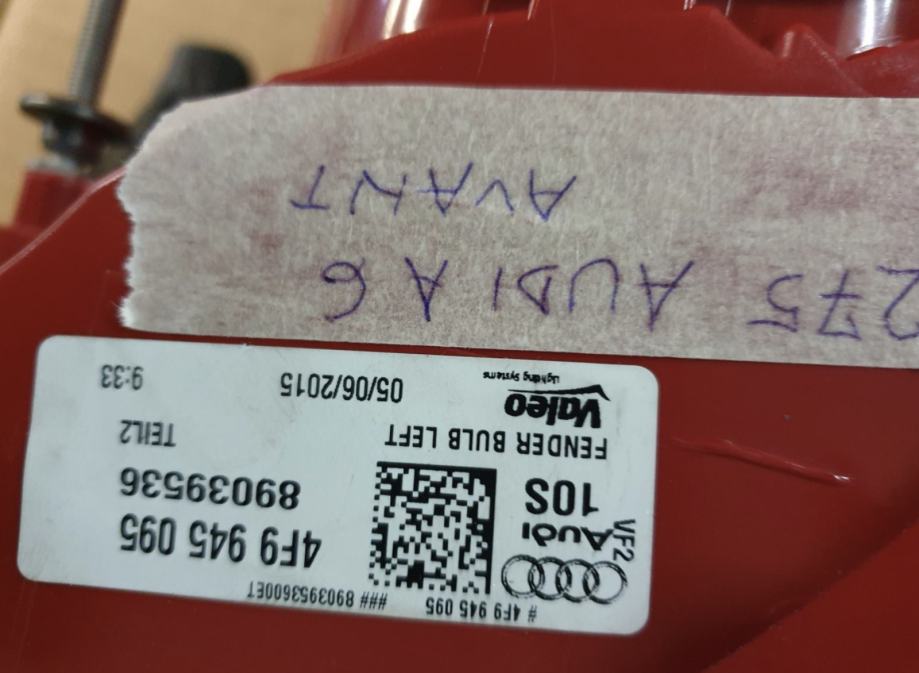 # 4F9 945 095 ### 8903953600ET
Audi VF2 4F9 945 095
10S 89039536
FENDER BULB LEFT TEIL2
Valeo 05/06/2015 9:33
Lighting Systems
275 AUDI A6
AVANT